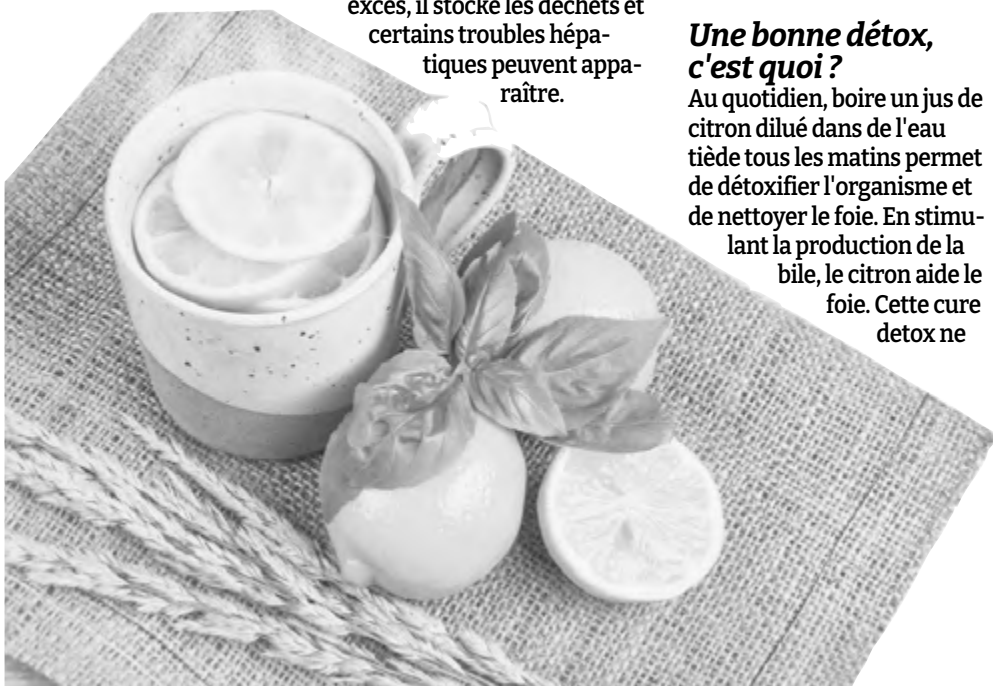 excès, il stocke les déchets et
certains troubles hépa-
tiques peuvent appa-
raître.
Une bonne détox,
c'est quoi ?
Au quotidien, boire un jus de
citron dilué dans de l'eau
tiède tous les matins permet
de détoxifier l'organisme et
de nettoyer le foie. En stimu-
lant la production de la
bile, le citron aide le
foie. Cette cure
detox ne